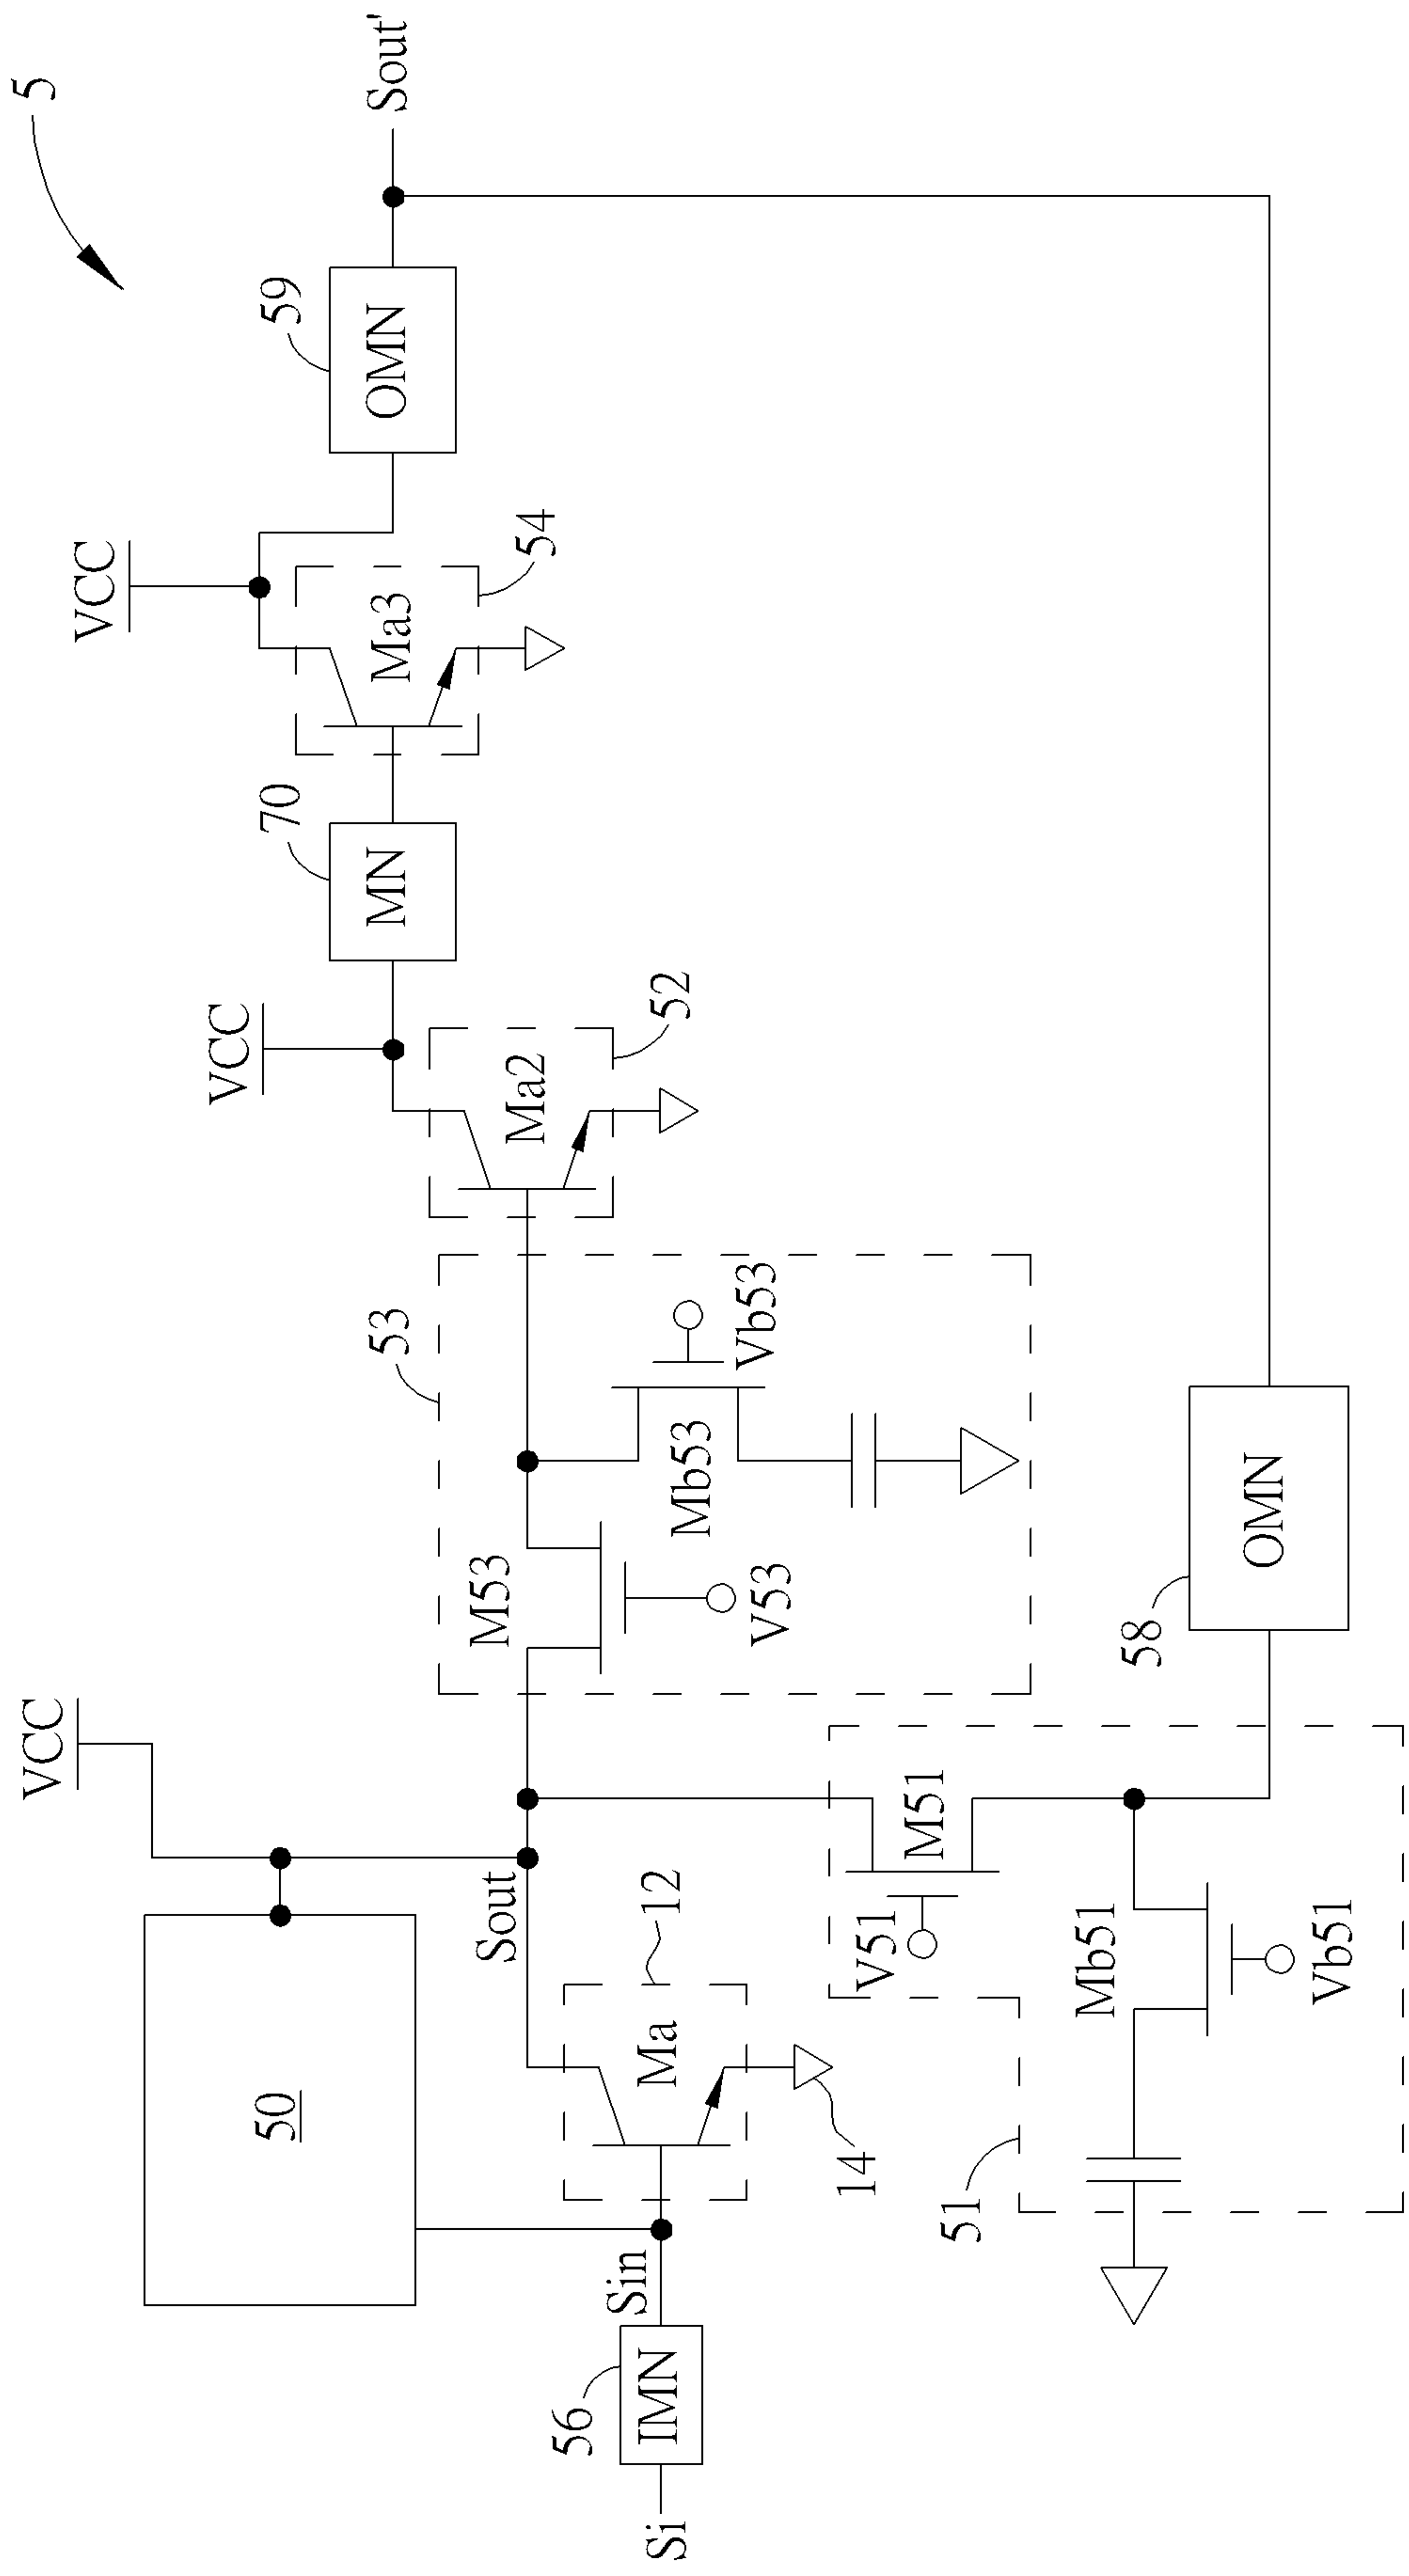 5
VCC
59
OMN
Sout'
VCC
70
MN
Ma3
54
VCC
53
Ma2
52
50
Sout
M53
V53
Mb53
Vb53
Si
56
IMN
Sin
Ma
12
14
V51
M51
58
OMN
51
Mb51
Vb51